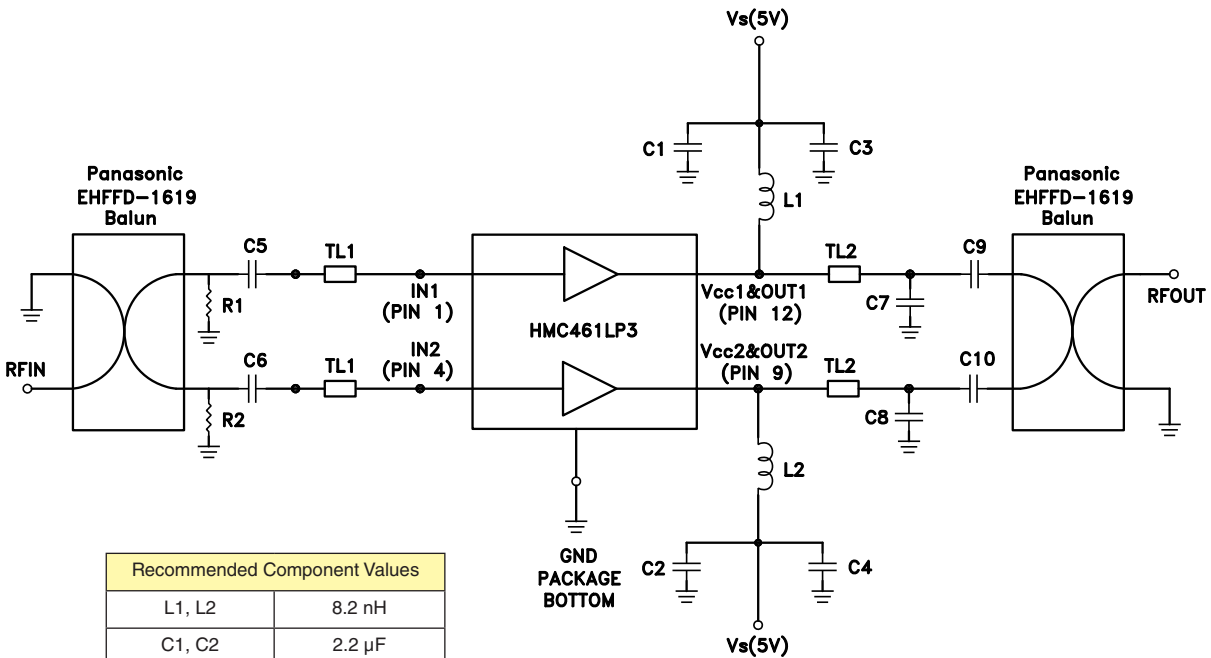 Vs(5V)
C1
C3
L1
Panasonic
EHFFD-1619
Balun
Panasonic
EHFFD-1619
Balun
C5
TL1
IN1
(PIN 1)
R1
Vcc1&OUT1
(PIN 12)
TL2
C9
C7
RFOUT
HMC461LP3
RFIN
C6
TL1
IN2
(PIN 4)
R2
Vcc2&OUT2
(PIN 9)
TL2
C10
C8
L2
GND
PACKAGE
BOTTOM
C2
C4
Vs(5V)
Recommended Component Values
L1, L2 8.2 nH
C1, C2 2.2 µF